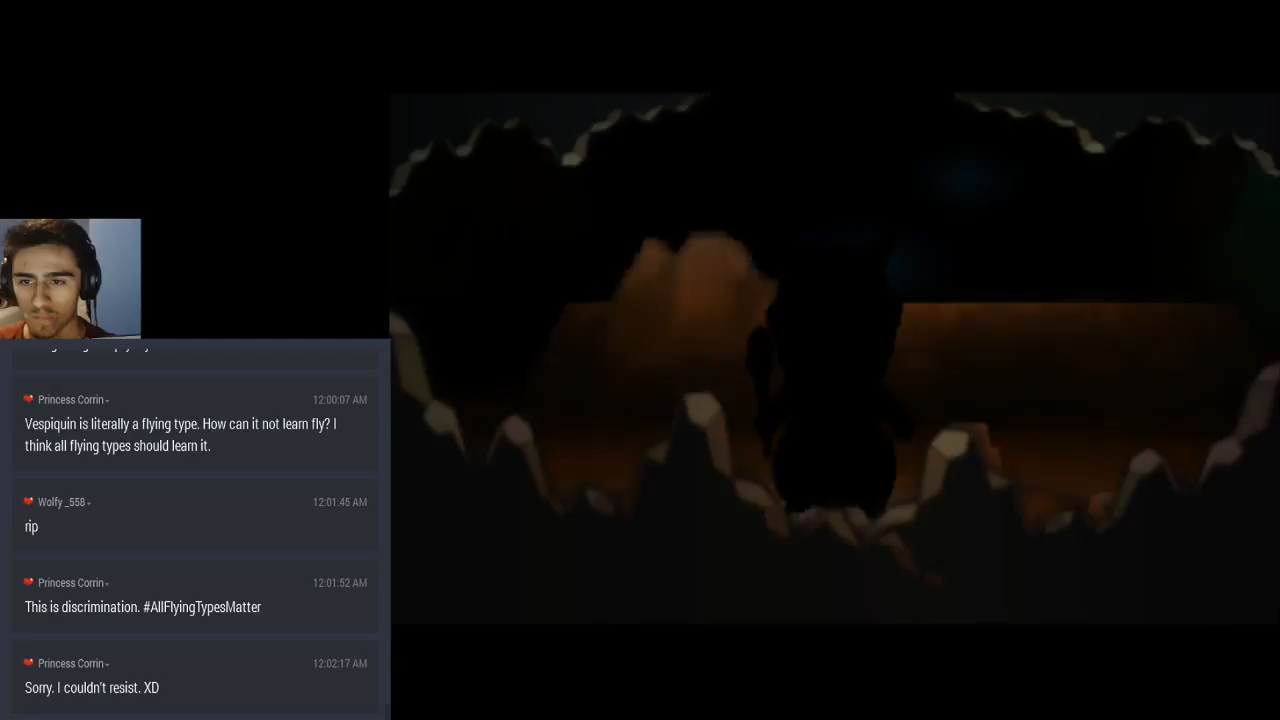 Princess Corrin 12:00:07 AM
Vespiquin is literally a flying type. How can it not learn fly? I
think all flying types should learn it.
Wolfy _558 12:01:45 AM
rip
Princess Corrin 12:01:52 AM
This is discrimination. #AllFlyingTypesMatter
Princess Corrin 12:02:17 AM
Sorry. I couldn't resist. XD